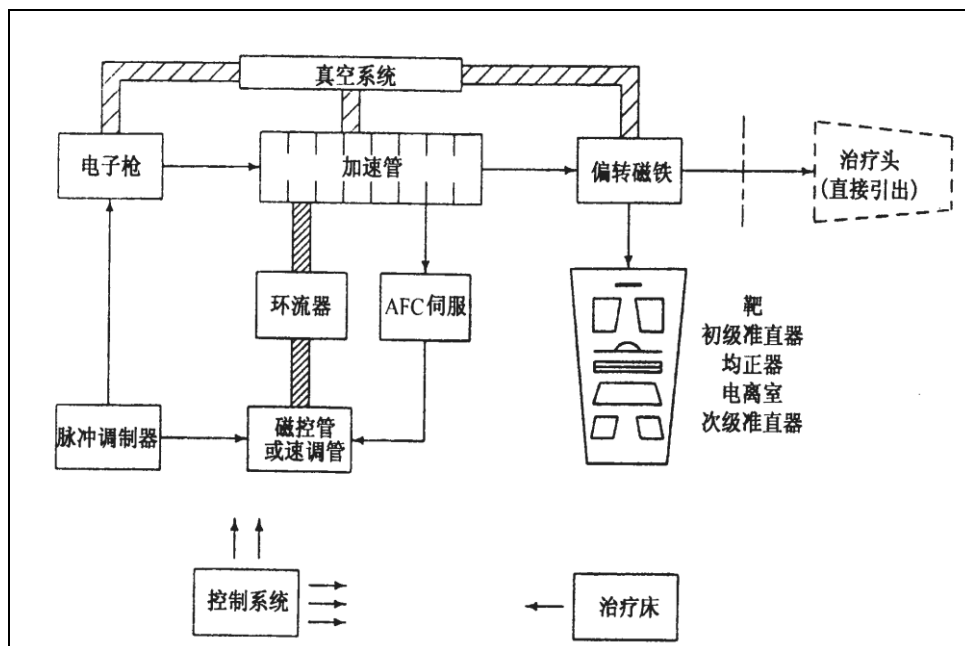 真空系统
电子枪
加速管
偏转磁铁
治疗头
(直接引出)
环流器
AFC伺服
靶
初级准直器
均正器
电离室
次级准直器
脉冲调制器
磁控管
或速调管
控制系统
治疗床